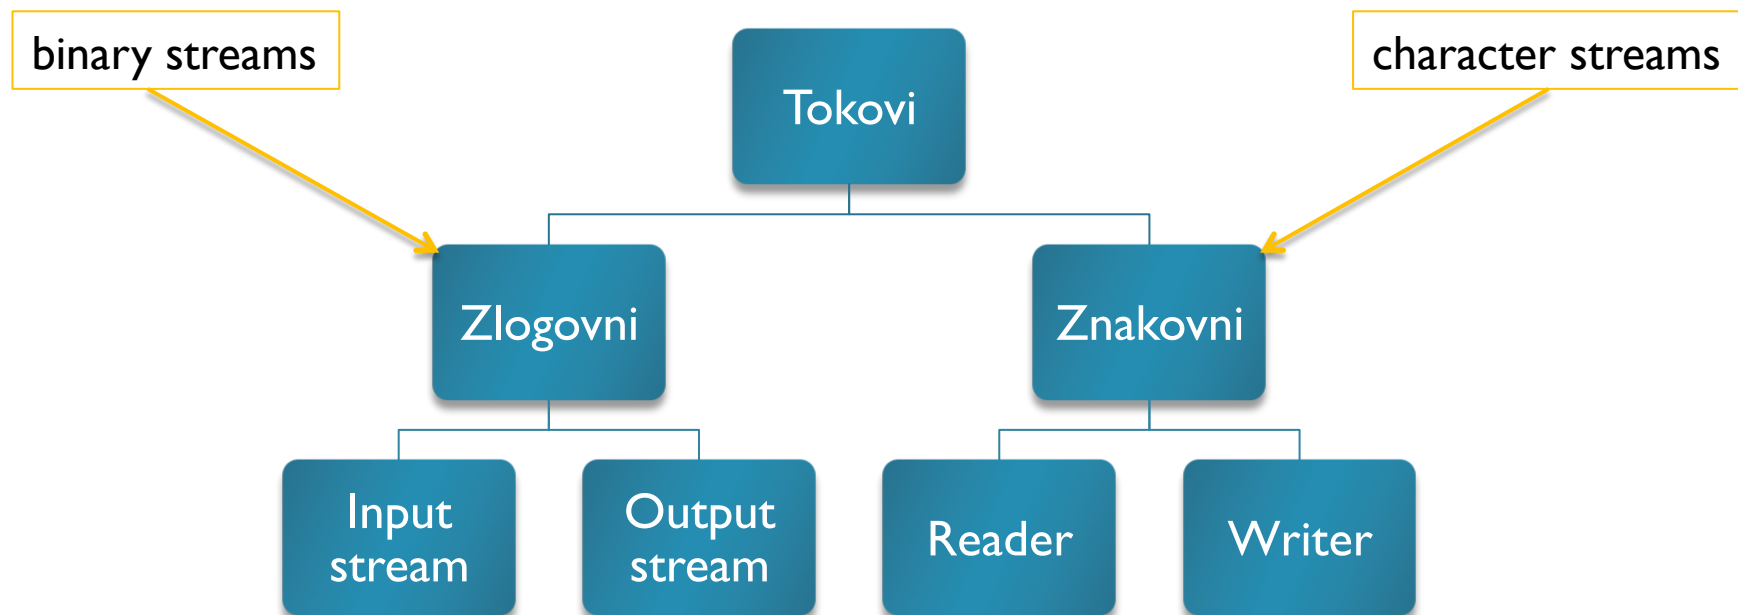 binary streams
character streams
Tokovi
Zlogovni
Znakovni
Input
stream
Output
stream
Reader
Writer